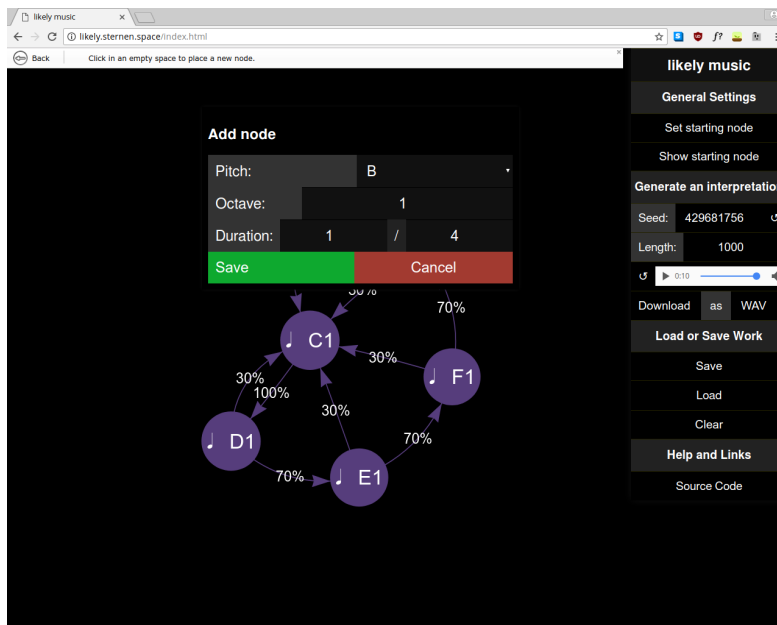 likely music
likely.sternen.space/index.html
f?
Back
Click in an empty space to place a new node.
likely music
General Settings
Set starting node
Show starting node
Generate an interpretatio
Seed: 429681756
Length: 1000
0:10
Download as WAV
Load or Save Work
Save
Load
Clear
Help and Links
Source Code
Add node
Pitch: B
Octave: 1
Duration: 1 / 4
Save Cancel
30%
70%
C1
30%
F1
30%
100%
30%
70%
D1
70%
E1